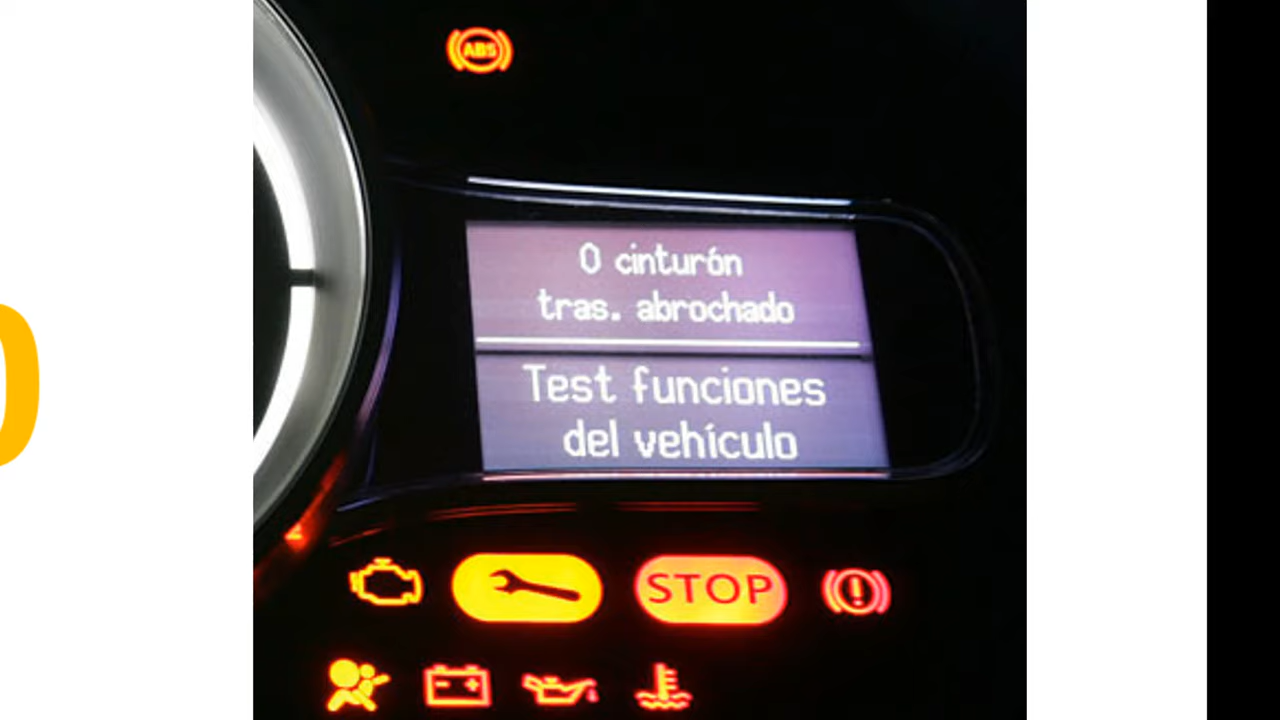 ABS
0 cinturón
tras. abrochado
Test funciones
del vehículo
STOP